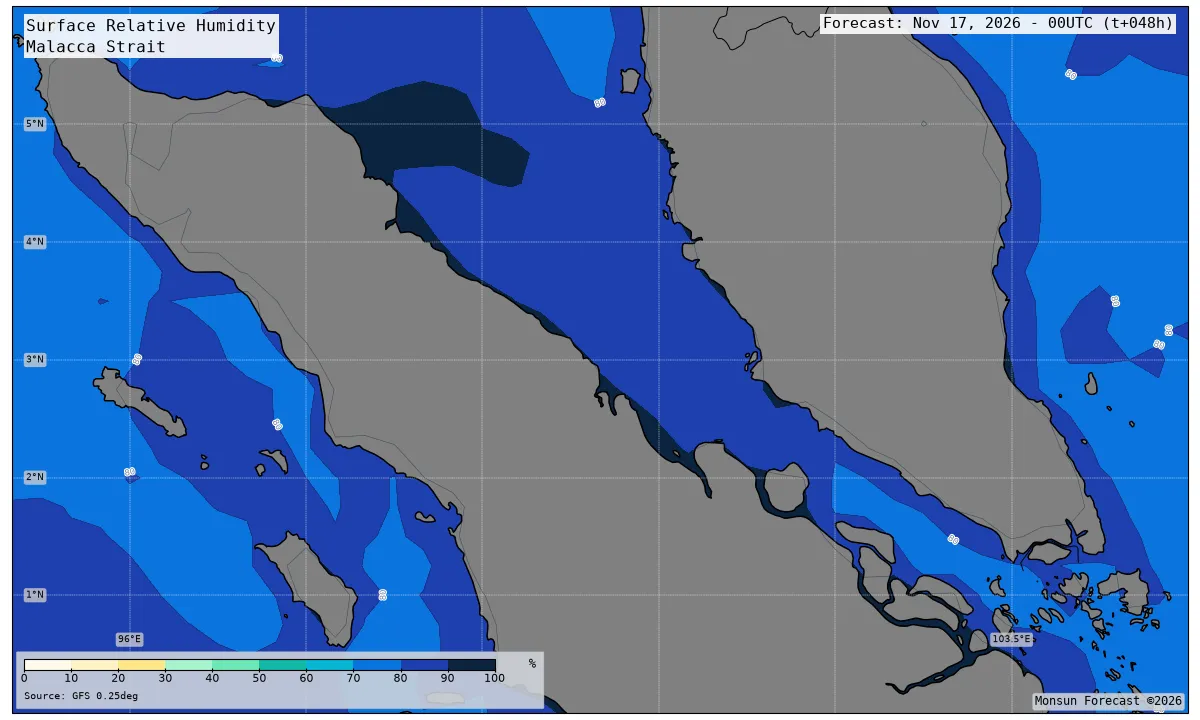 Surface Relative Humidity
Malacca Strait
Forecast: Nov 17, 2026 - 00UTC (t+048h)
80
80
80
5°N
4°N
80
80
80
80
3°N
80
80
2°N
80
1°N
80
96°E
103.5°E
%
0 10 20 30 40 50 60 70 80 90 100
Source: GFS 0.25deg
Monsun Forecast ©2026